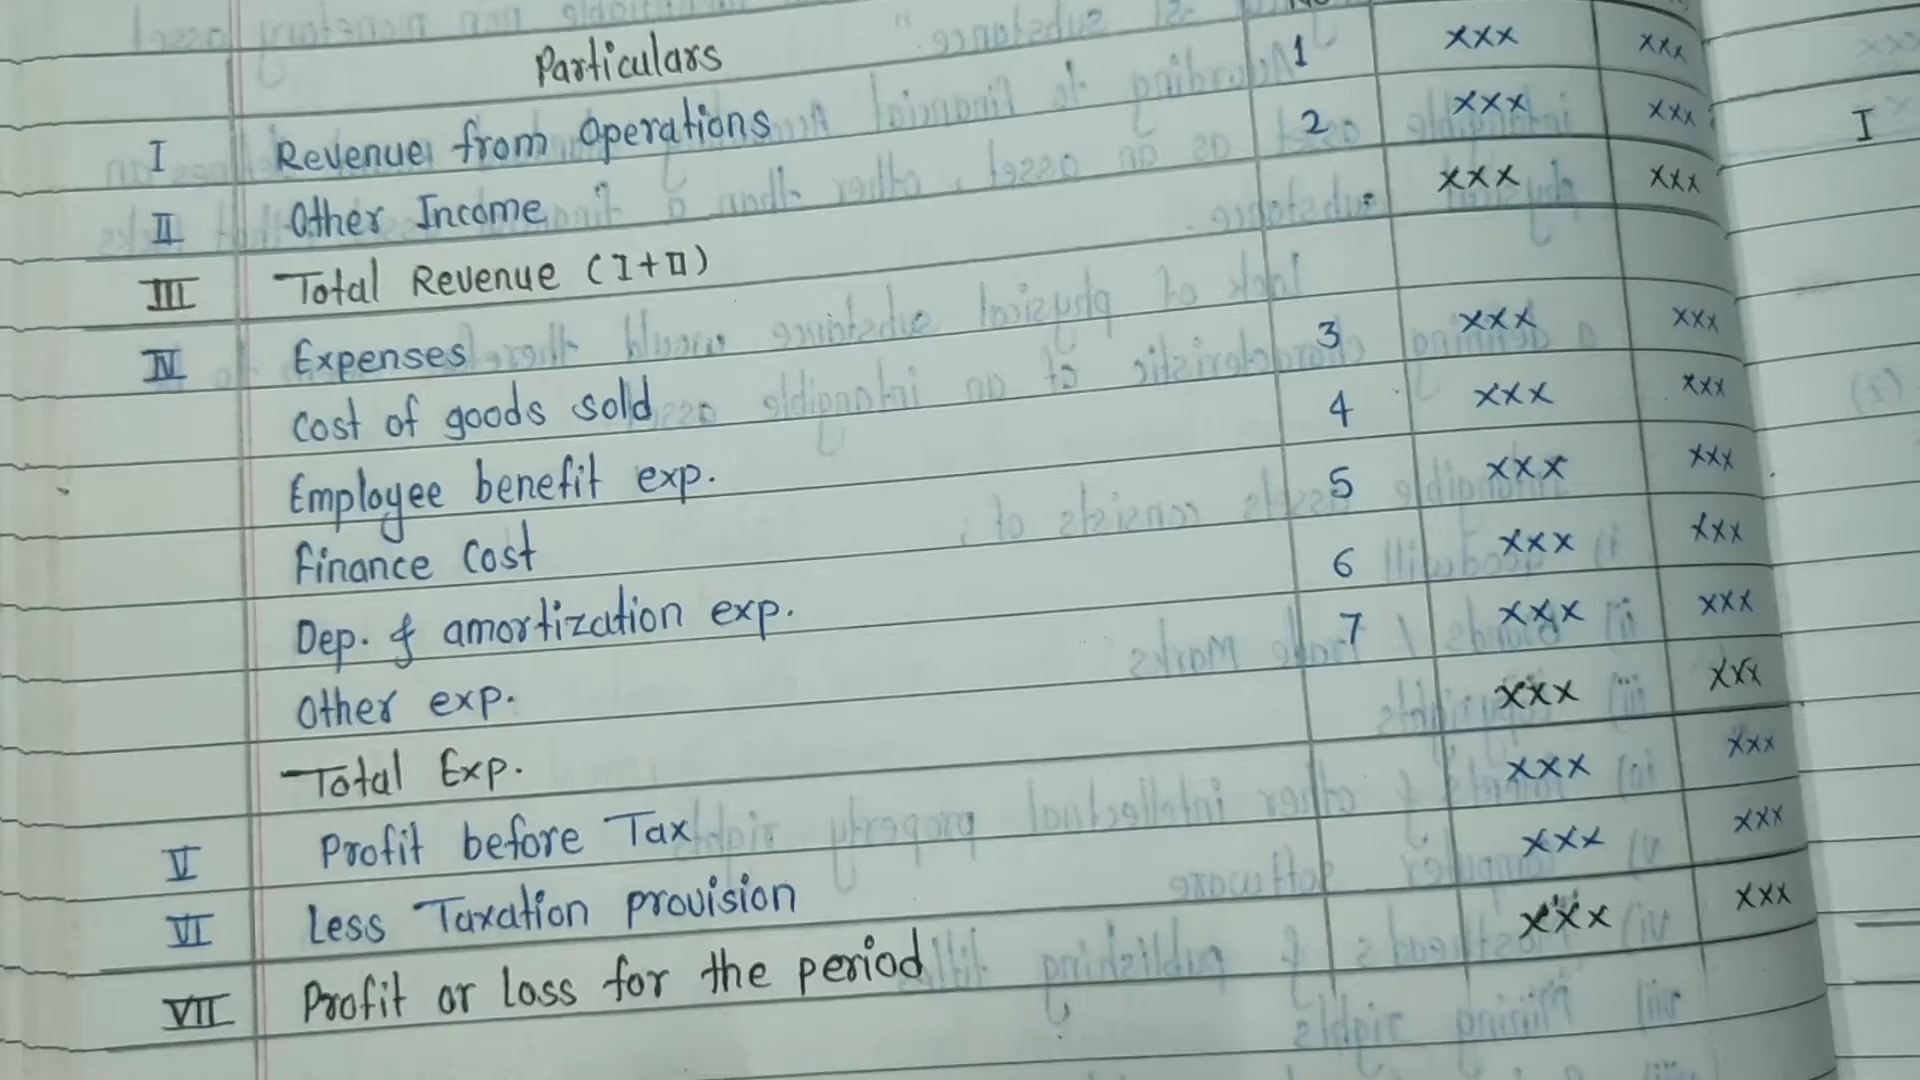 Particulars
I Revenue from Operations 1 xxx xxx
II Other Income 2 xxx xxx
III Total Revenue (I+II) xxx xxx
IV Expenses
Cost of goods sold 3 xxx xxx
Employee benefit exp. 4 xxx xxx
Finance Cost 5 xxx xxx
Dep. & amortization exp. 6 xxx xxx
Other exp. 7 xxx xxx
Total Exp. xxx xxx
V Profit before Tax xxx xxx
VI Less Taxation provision xxx xxx
VII Profit or loss for the period xxx xxx
I